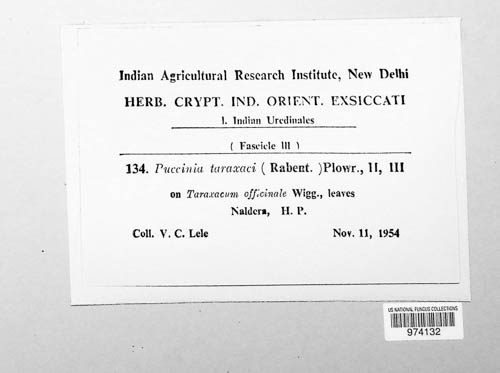 Indian Agricultural Research Institute, New Delhi
HERB. CRYPT. IND. ORIENT. EXSICCATI
I. Indian Uredinales
( Fascicle III )
134. Puccinia taraxaci ( Rabent. )Plowr., II, III
on Taraxacum officinale Wigg., leaves
Naldera, H. P.
Coll. V. C. Lele Nov. 11, 1954
US NATIONAL FUNGUS COLLECTIONS
974132